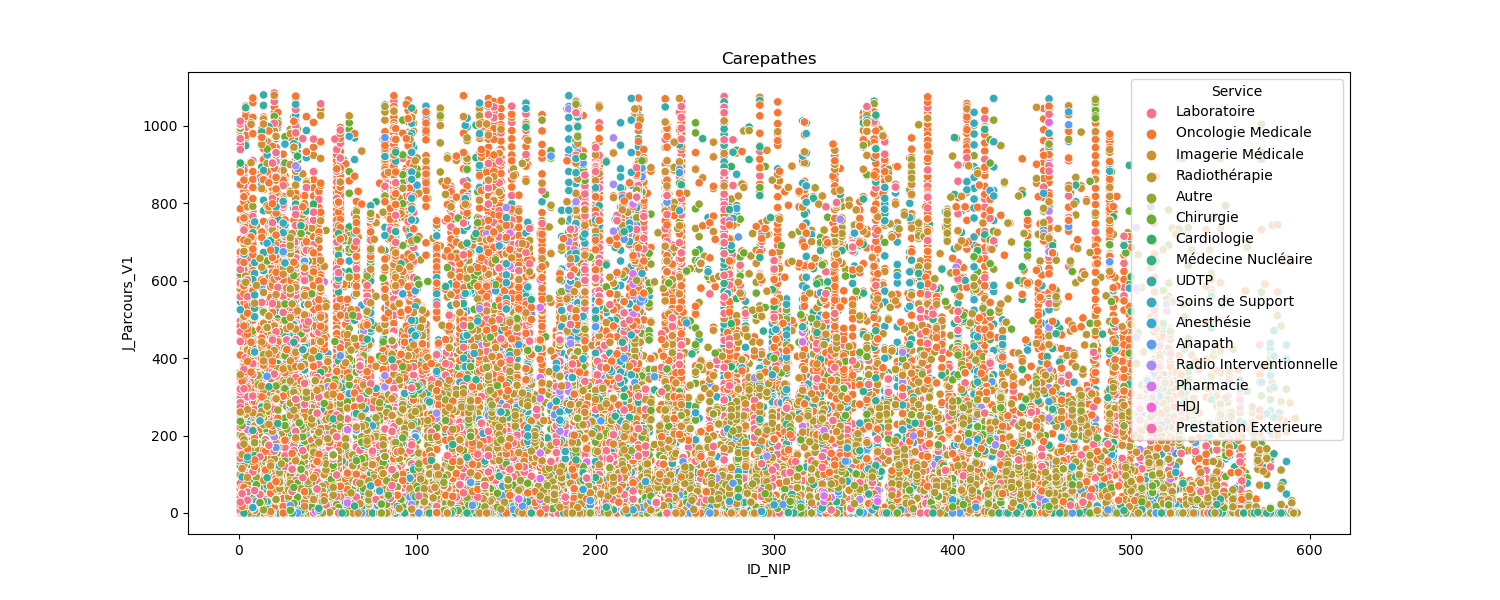 Carepathes
Service
Laboratoire
Oncologie Medicale
Imagerie Médicale
Radiothérapie
Autre
Chirurgie
Cardiologie
Médecine Nucléaire
UDTP
Soins de Support
Anesthésie
Anapath
Radio Interventionnelle
Pharmacie
HDJ
Prestation Exterieure
J_Parcours_V1
1000
800
600
400
200
0
0 100 200 300 400 500 600
ID_NIP